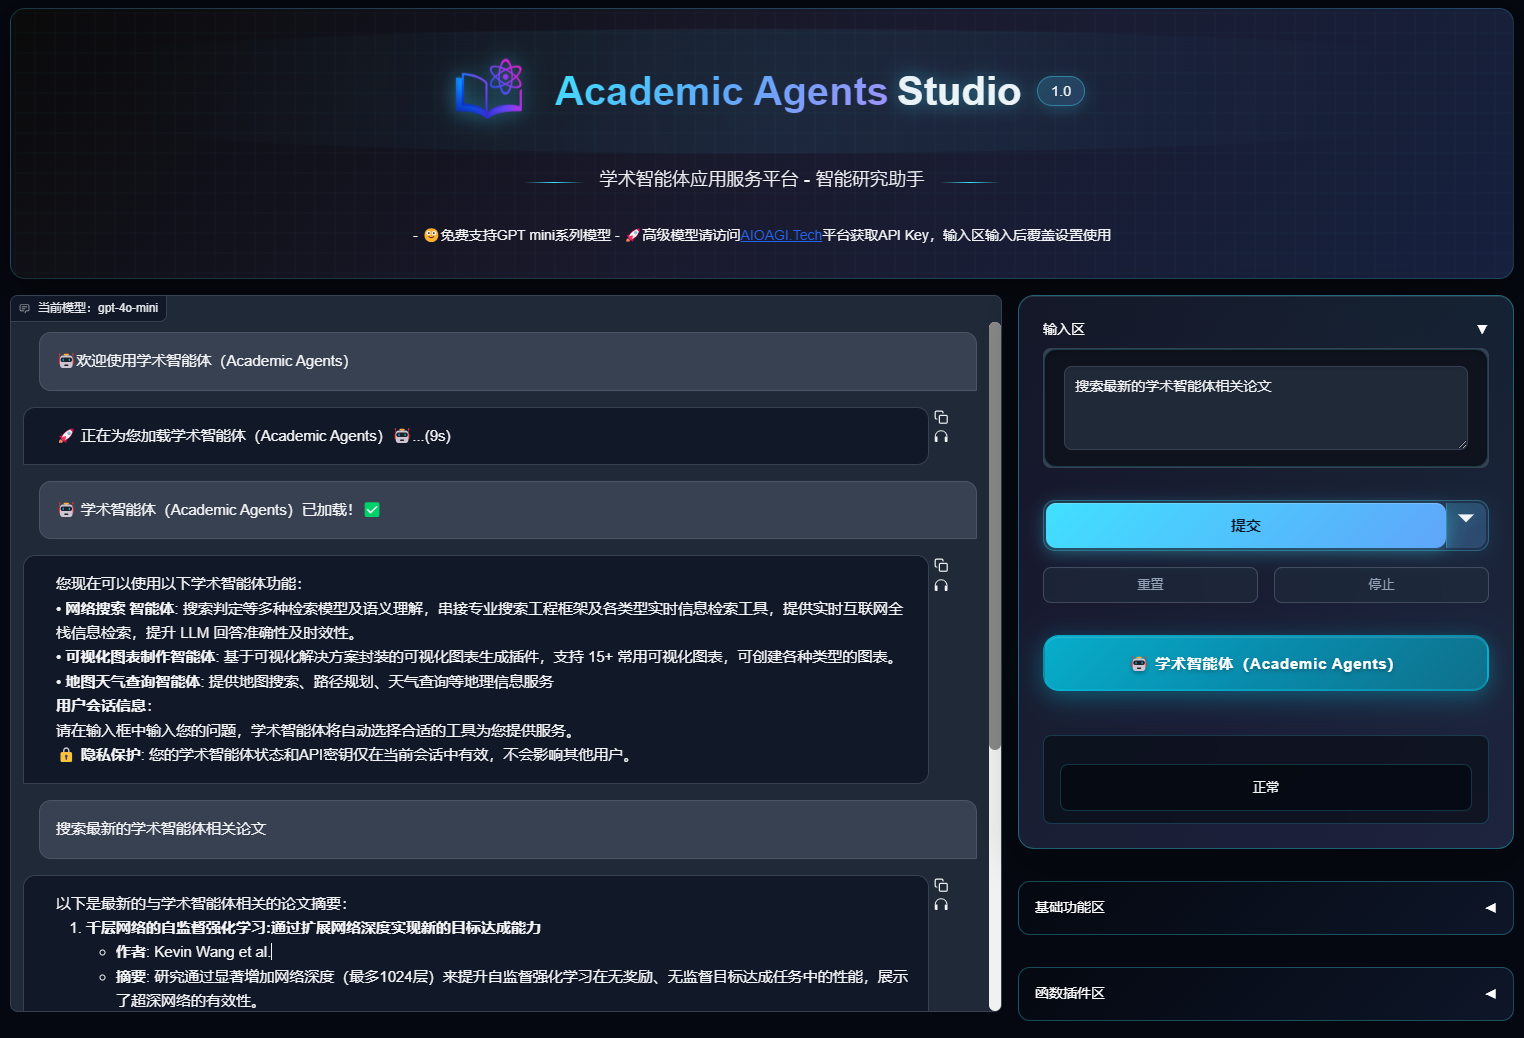 Academic Agents Studio 1.0
学术智能体应用服务平台 - 智能研究助手
- 😊免费支持GPT mini系列模型 - 🚀高级模型请访问AIOAGI.Tech平台获取API Key，输入区输入后覆盖设置使用
当前模型：gpt-4o-mini
🤖欢迎使用学术智能体（Academic Agents）
🚀 正在为您加载学术智能体（Academic Agents） 🤖...(9s)
🤖 学术智能体（Academic Agents）已加载！ ✅
您现在可以使用以下学术智能体功能：
• 网络搜索 智能体: 搜索判定等多种检索模型及语义理解，串接专业搜索工程框架及各类型实时信息检索工具，提供实时互联网全
栈信息检索，提升 LLM 回答准确性及时效性。
• 可视化图表制作智能体: 基于可视化解决方案封装的可视化图表生成插件，支持 15+ 常用可视化图表，可创建各种类型的图表。
• 地图天气查询智能体: 提供地图搜索、路径规划、天气查询等地理信息服务
用户会话信息：
请在输入框中输入您的问题，学术智能体将自动选择合适的工具为您提供服务。
🔒 隐私保护: 您的学术智能体状态和API密钥仅在当前会话中有效，不会影响其他用户。
搜索最新的学术智能体相关论文
以下是最新的与学术智能体相关的论文摘要：
1. 千层网络的自监督强化学习:通过扩展网络深度实现新的目标达成能力
作者: Kevin Wang et al.
摘要: 研究通过显著增加网络深度（最多1024层）来提升自监督强化学习在无奖励、无监督目标达成任务中的性能，展示
了超深网络的有效性。
输入区 ▼
搜索最新的学术智能体相关论文
提交
重置 停止
🤖 学术智能体（Academic Agents）
正常
基础功能区 ◀
函数插件区 ◀